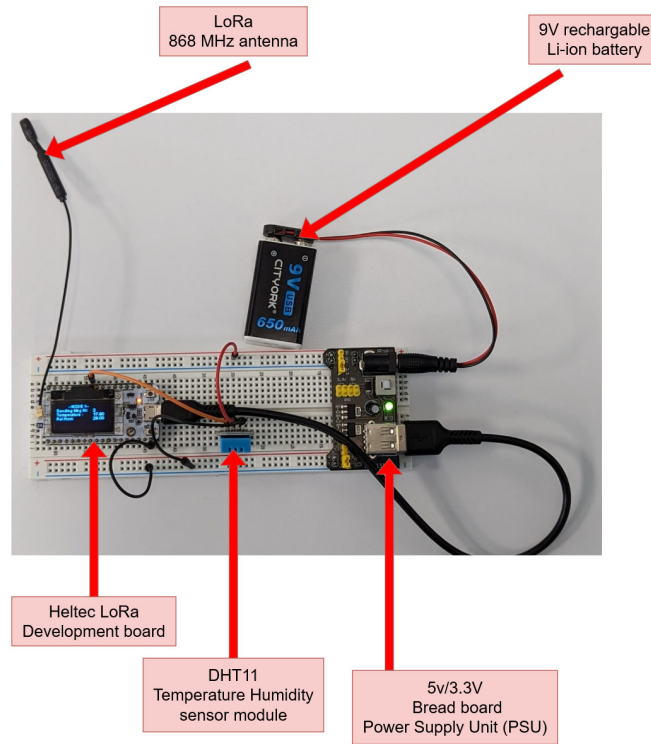 LoRa
868 MHz antenna
9V rechargable
Li-ion battery
9V USB
CITYORK®
650mAh
Heltec LoRa
Development board
DHT11
Temperature Humidity
sensor module
5v/3.3V
Bread board
Power Supply Unit (PSU)